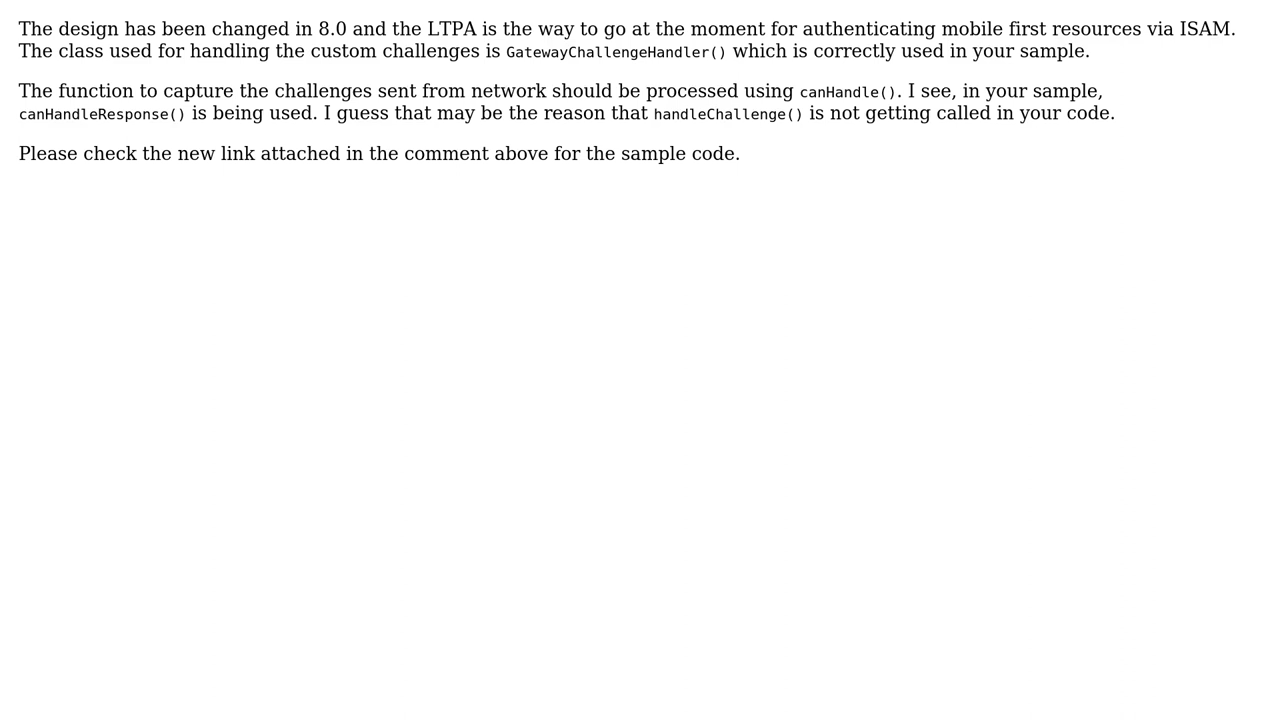 The design has been changed in 8.0 and the LTPA is the way to go at the moment for authenticating mobile first resources via ISAM.
The class used for handling the custom challenges is GatewayChallengeHandler() which is correctly used in your sample.
The function to capture the challenges sent from network should be processed using canHandle(). I see, in your sample,
canHandleResponse() is being used. I guess that may be the reason that handleChallenge() is not getting called in your code.
Please check the new link attached in the comment above for the sample code.